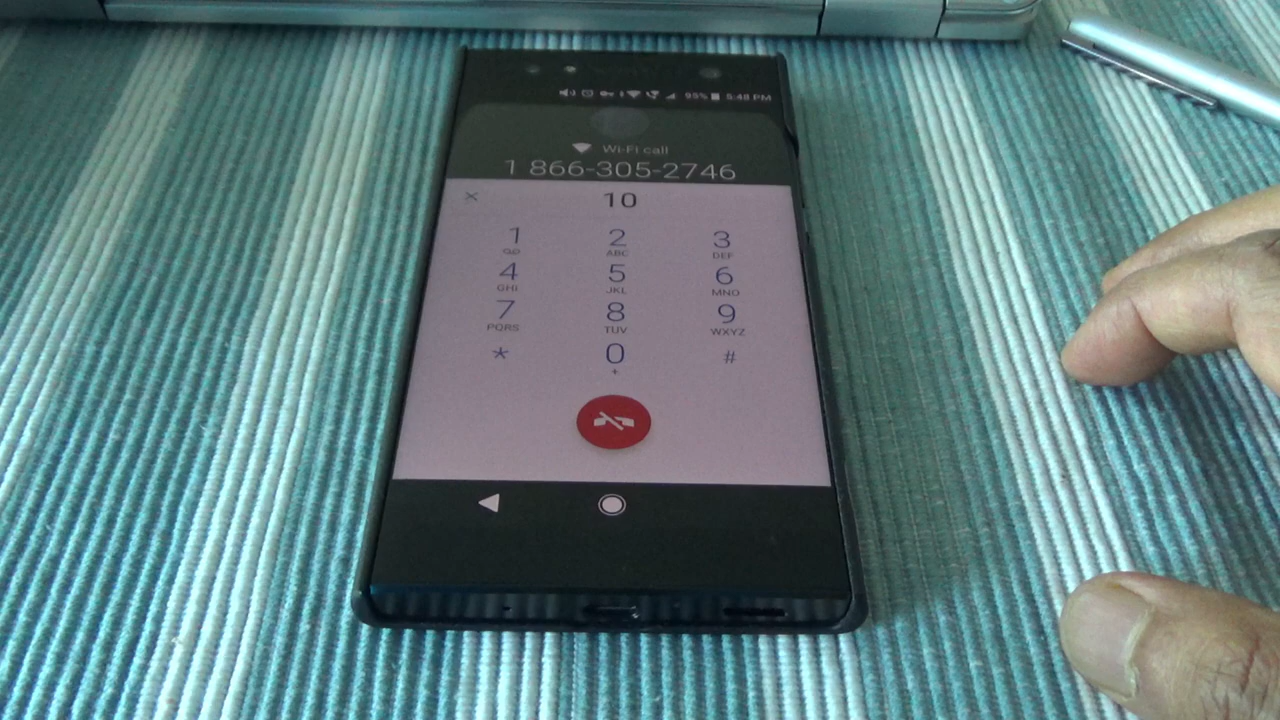 95% 5:48 PM
Wi-Fi call
1 866-305-2746
10
1 2 3
ABC DEF
4 5 6
GHI JKL MNO
7 8 9
PQRS TUV WXYZ
* 0 #
+